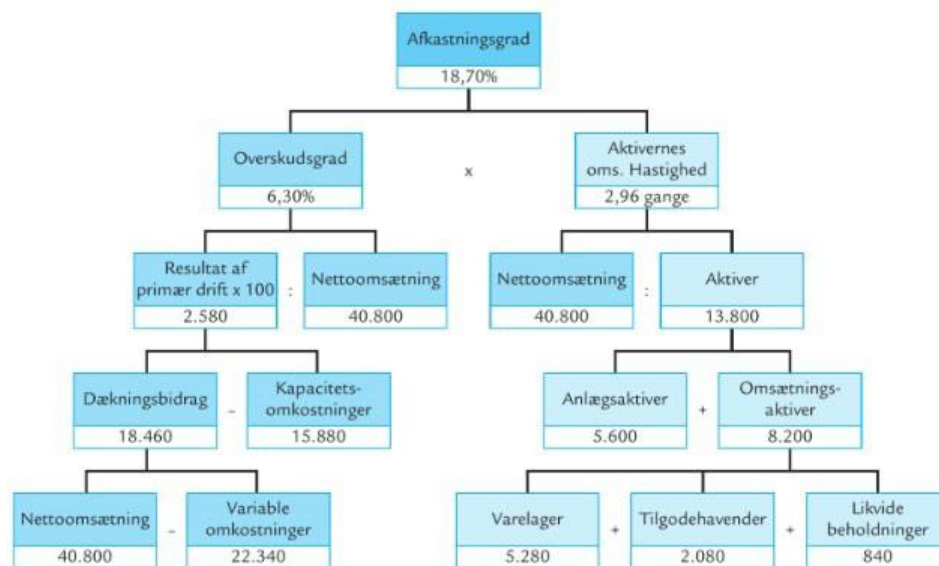 Afkastningsgrad
18,70%
Overskudsgrad
6,30%
x
Aktivernes
oms. Hastighed
2,96 gange
Resultat af
primær drift x 100
2.580
:
Nettoomsætning
40.800
Nettoomsætning
40.800
:
Aktiver
13.800
Dækningsbidrag
18.460
–
Kapacitets-
omkostninger
15.880
Anlægsaktiver
5.600
+
Omsætnings-
aktiver
8.200
Nettoomsætning
40.800
–
Variable
omkostninger
22.340
Varelager
5.280
+
Tilgodehavender
2.080
+
Likvide
beholdninger
840